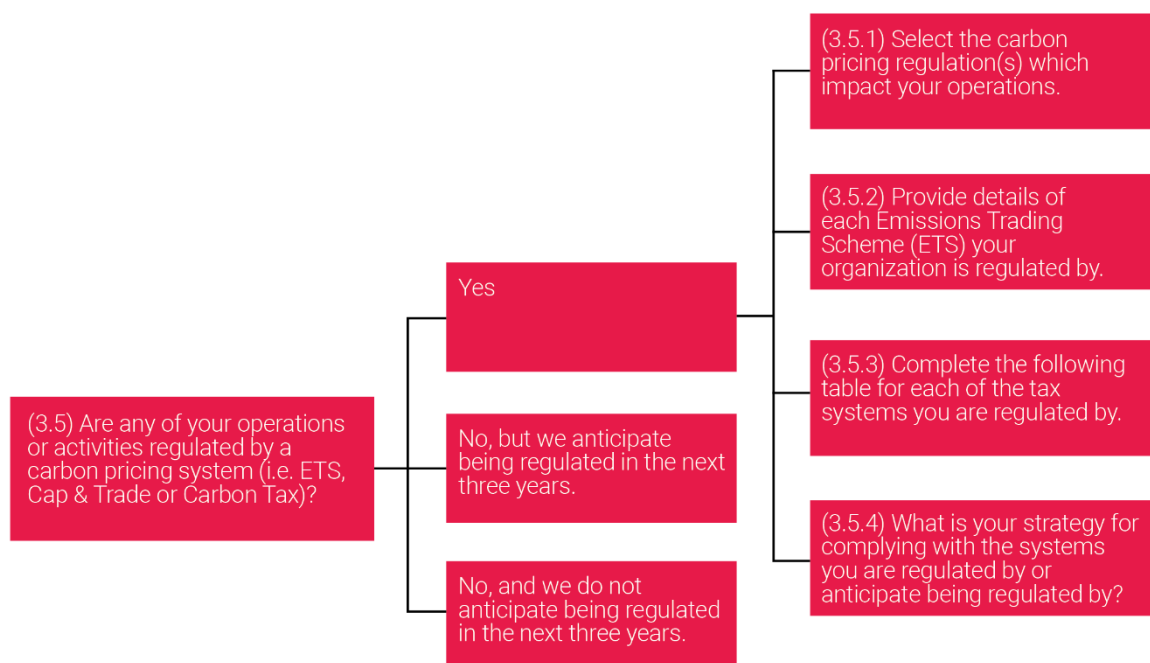 (3.5) Are any of your operations
or activities regulated by a
carbon pricing system (i.e. ETS,
Cap & Trade or Carbon Tax)?
Yes
No, but we anticipate
being regulated in the next
three years.
No, and we do not
anticipate being regulated
in the next three years.
(3.5.1) Select the carbon
pricing regulation(s) which
impact your operations.
(3.5.2) Provide details of
each Emissions Trading
Scheme (ETS) your
organization is regulated by.
(3.5.3) Complete the following
table for each of the tax
systems you are regulated by.
(3.5.4) What is your strategy for
complying with the systems
you are regulated by or
anticipate being regulated by?